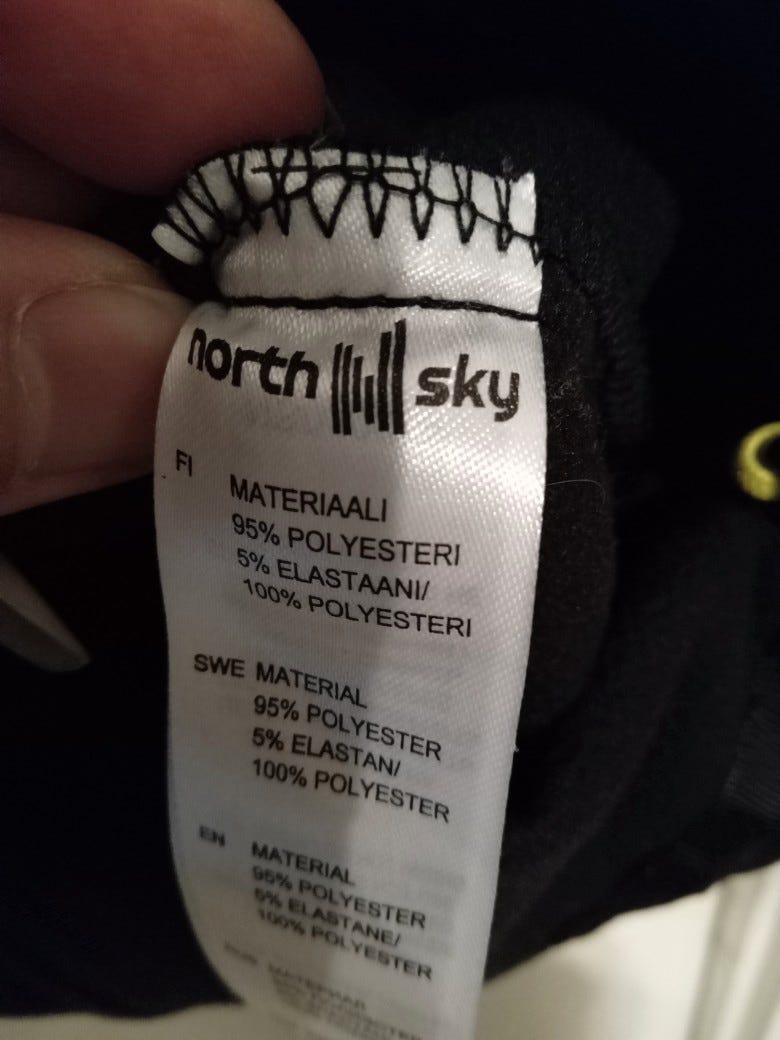 north sky
FI MATERIAALI
95% POLYESTERI
5% ELASTAANI/
100% POLYESTERI
SWE MATERIAL
95% POLYESTER
5% ELASTAN/
100% POLYESTER
EN MATERIAL
95% POLYESTER
5% ELASTANE/
100% POLYESTER